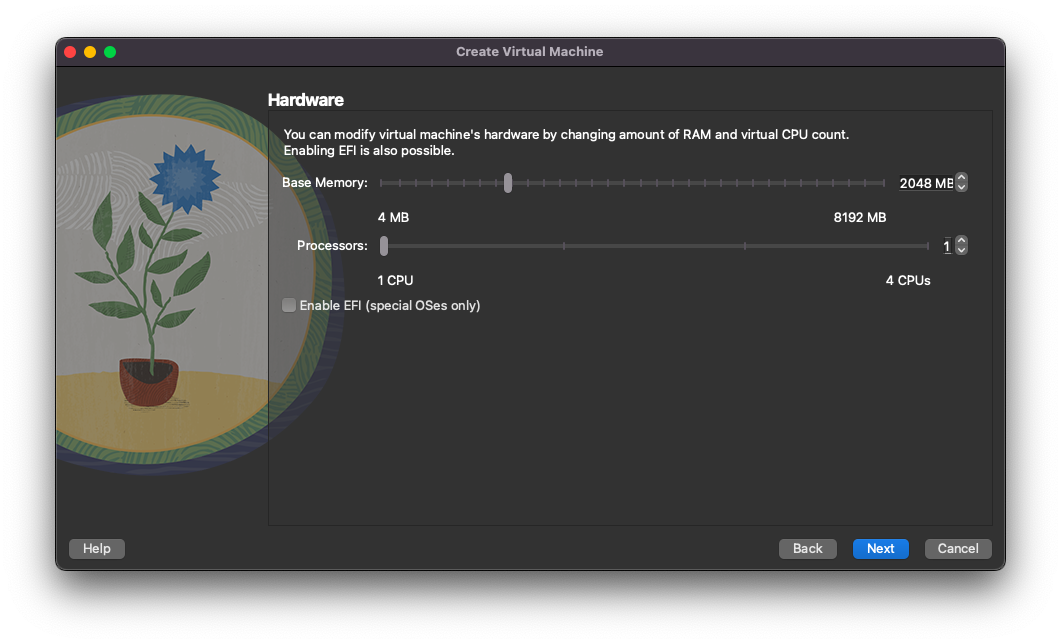 Create Virtual Machine
Hardware
You can modify virtual machine's hardware by changing amount of RAM and virtual CPU count.
Enabling EFI is also possible.
Base Memory: 2048 MB
4 MB 8192 MB
Processors: 1
1 CPU 4 CPUs
Enable EFI (special OSes only)
Help Back Next Cancel